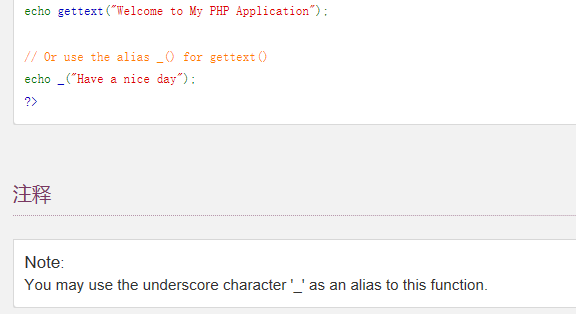 echo gettext("Welcome to My PHP Application");
// Or use the alias _() for gettext()
echo _("Have a nice day");
?>
注释
Note:
You may use the underscore character '_' as an alias to this function.